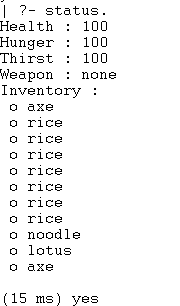 | ?- status.
Health : 100
Hunger : 100
Thirst : 100
Weapon : none
Inventory :
o axe
o rice
o rice
o rice
o rice
o rice
o rice
o rice
o noodle
o lotus
o axe
(15 ms) yes